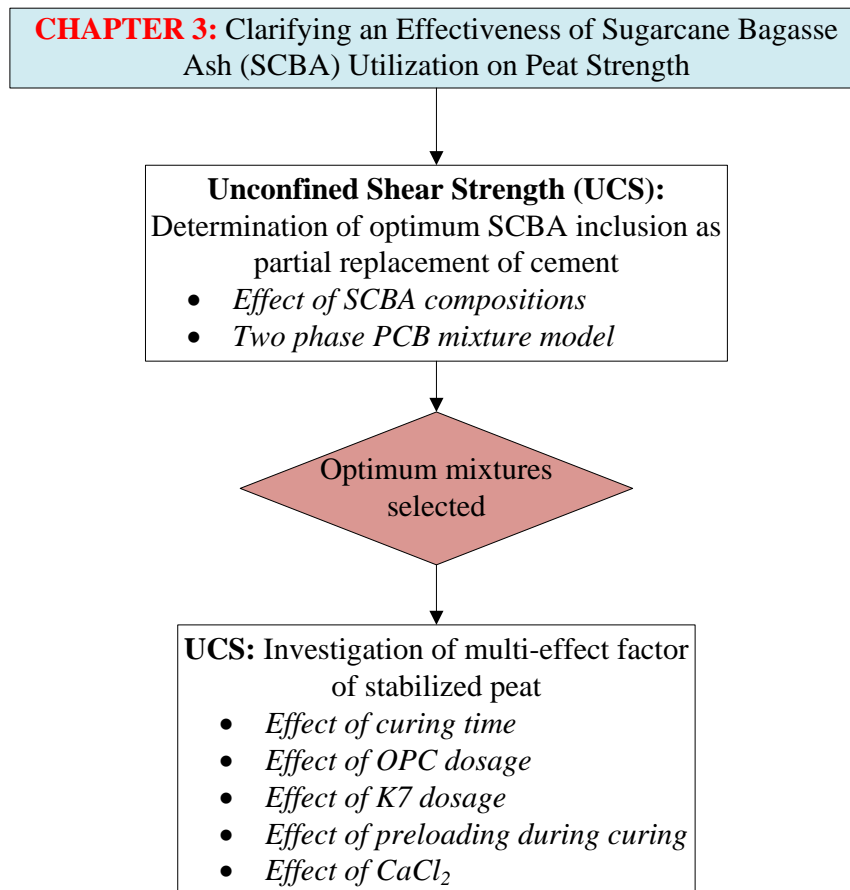 CHAPTER 3: Clarifying an Effectiveness of Sugarcane Bagasse
Ash (SCBA) Utilization on Peat Strength
Unconfined Shear Strength (UCS):
Determination of optimum SCBA inclusion as
partial replacement of cement
• Effect of SCBA compositions
• Two phase PCB mixture model
Optimum mixtures
selected
UCS: Investigation of multi-effect factor
of stabilized peat
• Effect of curing time
• Effect of OPC dosage
• Effect of K7 dosage
• Effect of preloading during curing
• Effect of CaCl₂